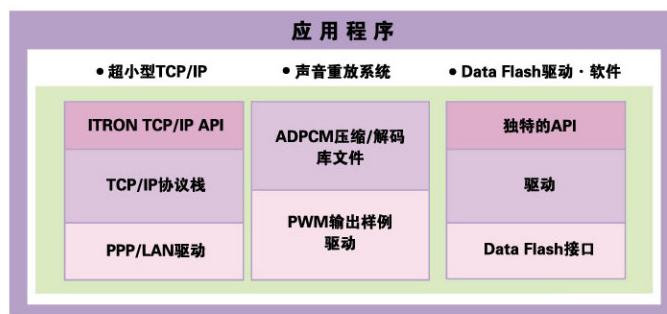 应用程序
•超小型TCP/IP
•声音重放系统
•Data Flash驱动·软件
ITRON TCP/IP API
TCP/IP协议栈
PPP/LAN驱动
ADPCM压缩/解码
库文件
PWM输出样例
驱动
独特的API
驱动
Data Flash接口